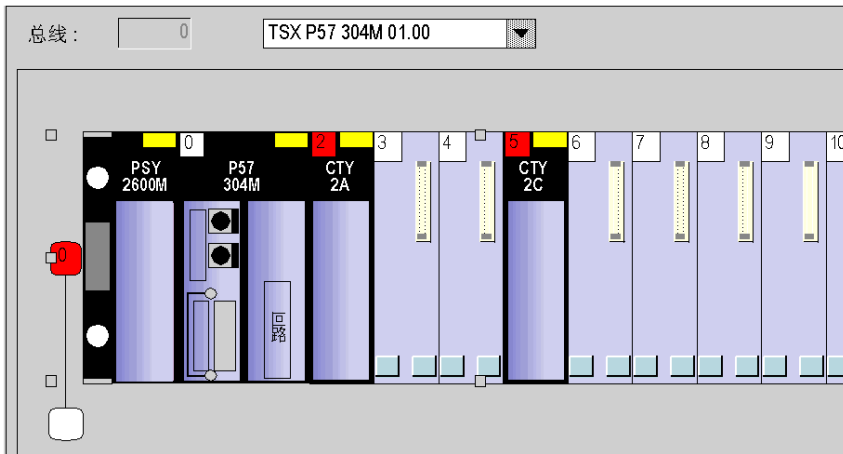 总线： 0 TSX P57 304M 01.00
0 2 3 4 5 6 7 8 9 10
PSY 2600M P57 304M CTY 2A CTY 2C
0
回路